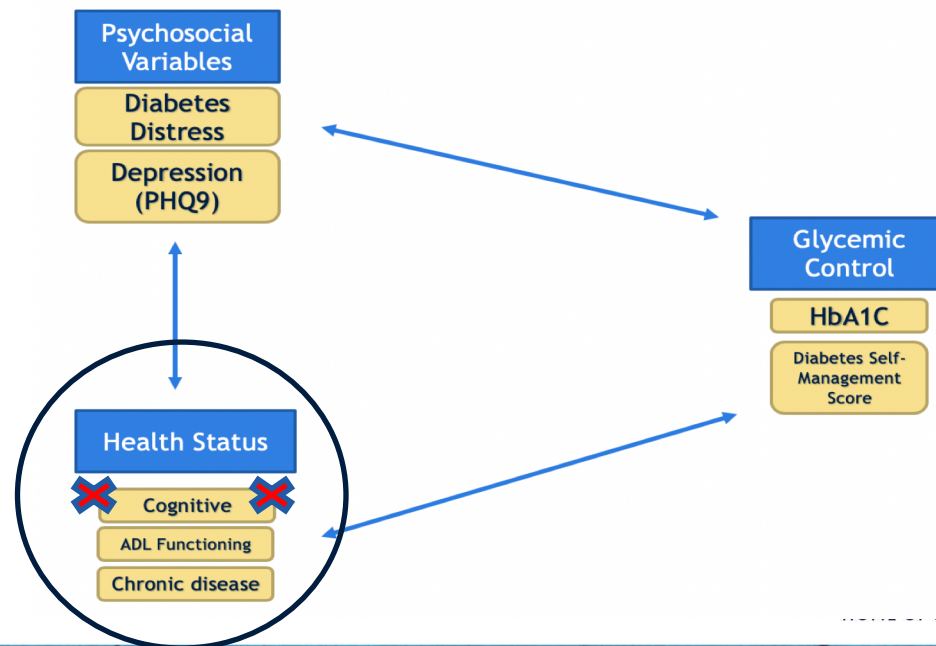 Psychosocial
Variables
Diabetes
Distress
Depression
(PHQ9)
Glycemic
Control
HbA1C
Diabetes Self-
Management
Score
Health Status
Cognitive
ADL Functioning
Chronic disease